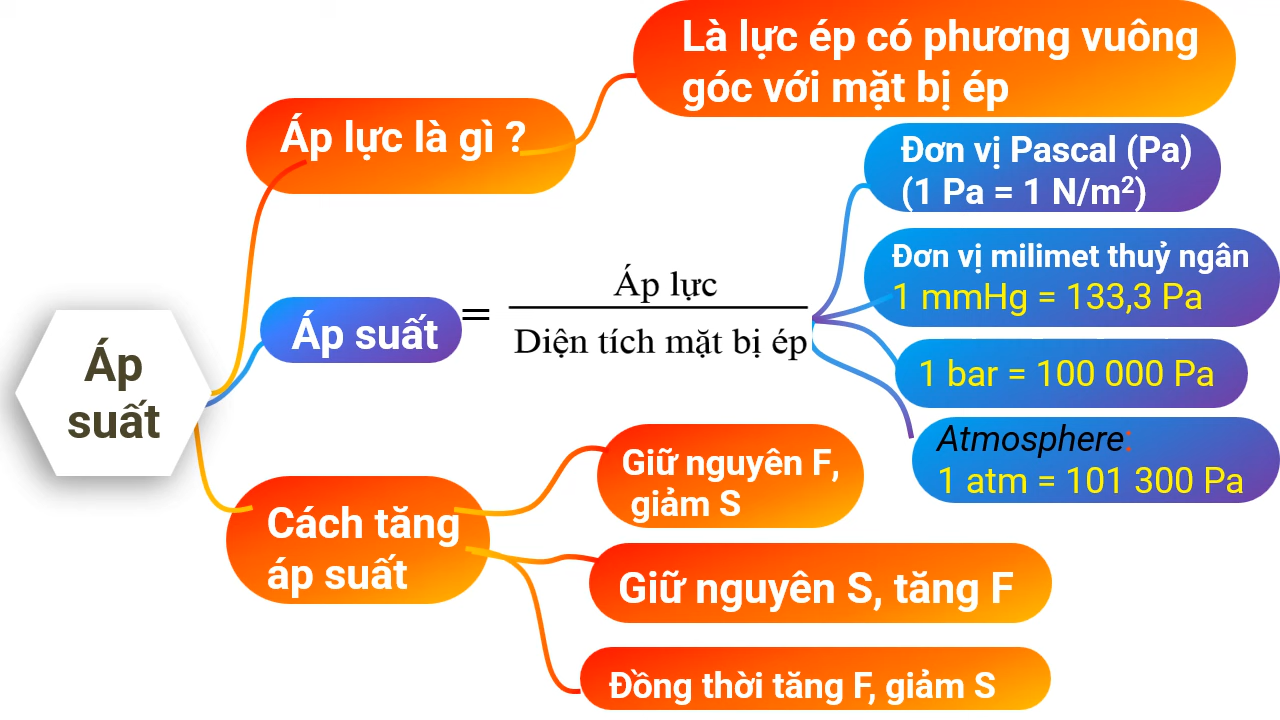 Là lực ép có phương vuông
góc với mặt bị ép
Áp lực là gì ?
Đơn vị Pascal (Pa)
(1 Pa = 1 N/m²)
Đơn vị milimet thuỷ ngân
1 mmHg = 133,3 Pa
Áp suất
=
Áp lực
Diện tích mặt bị ép
Áp
suất
1 bar = 100 000 Pa
Atmosphere:
1 atm = 101 300 Pa
Cách tăng
áp suất
Giữ nguyên F,
giảm S
Giữ nguyên S, tăng F
Đồng thời tăng F, giảm S